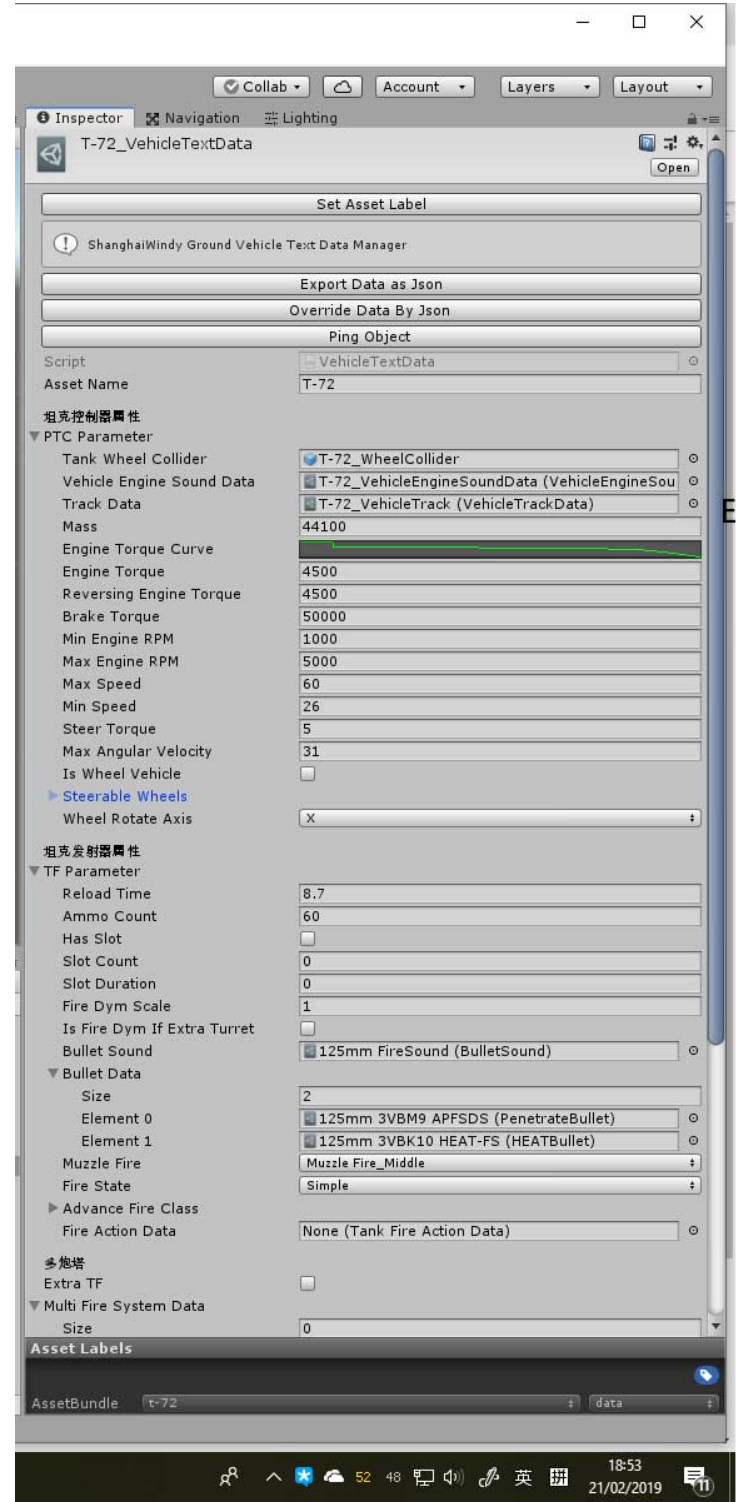 Collab Account Layers Layout
Inspector Navigation Lighting
T-72_VehicleTextData
Open
Set Asset Label
ShanghaiWindy Ground Vehicle Text Data Manager
Export Data as Json
Override Data By Json
Ping Object
Script VehicleTextData
Asset Name T-72
坦克控制器属性
PTC Parameter
Tank Wheel Collider T-72_WheelCollider
Vehicle Engine Sound Data T-72_VehicleEngineSoundData (VehicleEngineSou
Track Data T-72_VehicleTrack (VehicleTrackData)
E
Mass 44100
Engine Torque Curve
Engine Torque 4500
Reversing Engine Torque 4500
Brake Torque 50000
Min Engine RPM 1000
Max Engine RPM 5000
Max Speed 60
Min Speed 26
Steer Torque 5
Max Angular Velocity 31
Is Wheel Vehicle
Steerable Wheels
Wheel Rotate Axis X
坦克发射器属性
TF Parameter
Reload Time 8.7
Ammo Count 60
Has Slot
Slot Count 0
Slot Duration 0
Fire Dym Scale 1
Is Fire Dym If Extra Turret
Bullet Sound 125mm FireSound (BulletSound)
Bullet Data
Size 2
Element 0 125mm 3VBM9 APFSDS (PenetrateBullet)
Element 1 125mm 3VBK10 HEAT-FS (HEATBullet)
Muzzle Fire Muzzle Fire_Middle
Fire State Simple
Advance Fire Class
Fire Action Data None (Tank Fire Action Data)
多炮塔
Extra TF
Multi Fire System Data
Size 0
Asset Labels
AssetBundle t-72 data
52 48 英 拼 18:53
21/02/2019 11